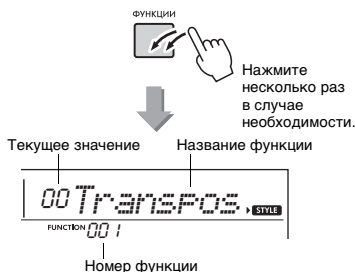 ФУНКЦИИ
Нажмите
несколько раз
в случае
необходимости.
Текущее значение Название функции
00 Transpos STYLE
FUNCTION 001
Номер функции